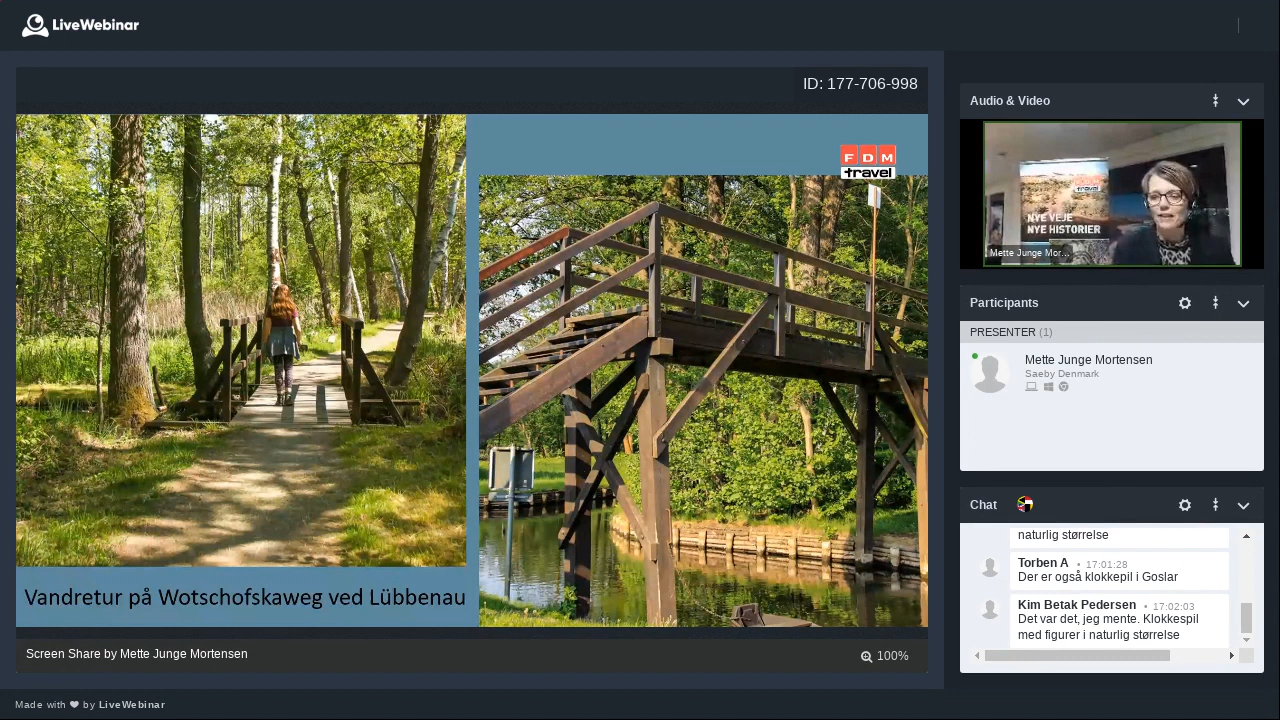 LiveWebinar
ID: 177-706-998
FDM
travel
Vandretur på Wotschofskaweg ved Lübbenau
Screen Share by Mette Junge Mortensen
100%
Audio & Video
travel
NYE VEJE
NYE HISTORIER
Mette Junge Mor...
Participants
PRESENTER (1)
Mette Junge Mortensen
Saeby Denmark
Chat
naturlig størrelse
Torben A • 17:01:28
Der er også klokkepil i Goslar
Kim Betak Pedersen • 17:02:03
Det var det, jeg mente. Klokkespil
med figurer i naturlig størrelse
Made with ❤ by LiveWebinar